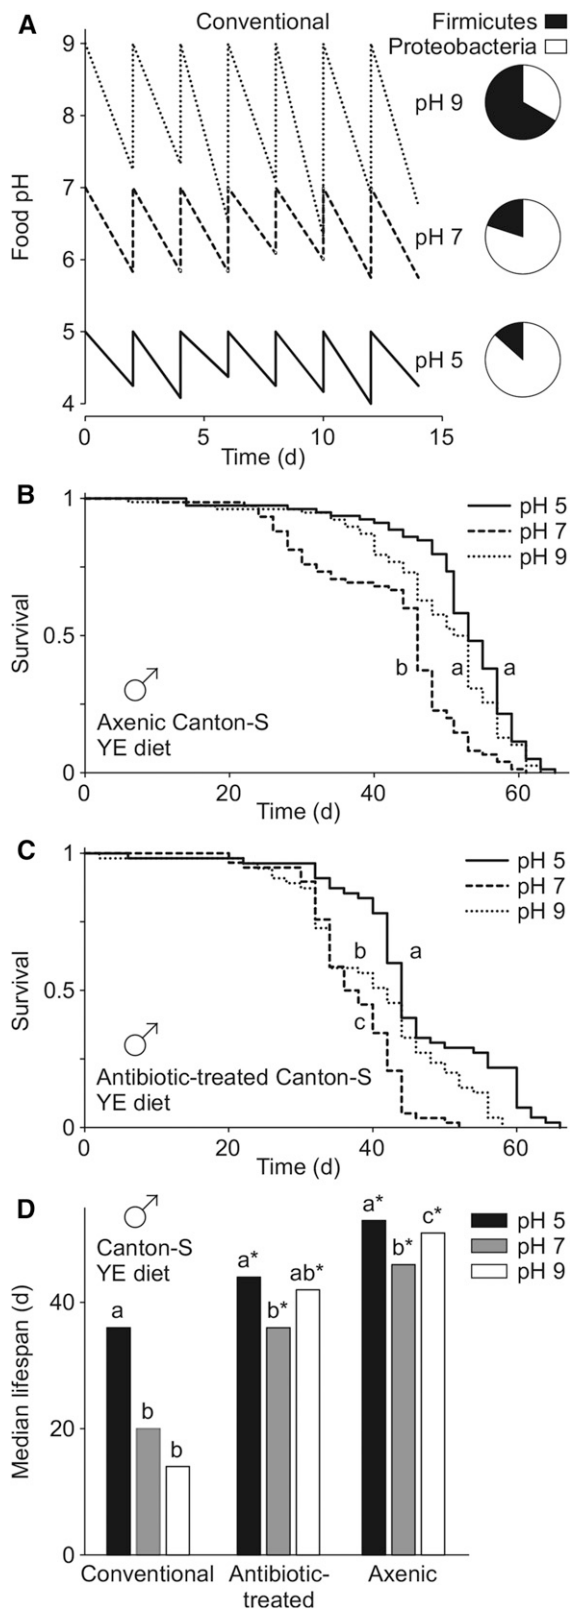 A
Conventional
Firmicutes
Proteobacteria
pH 9
pH 7
pH 5
Food pH
9
8
7
6
5
4
0
5
10
15
Time (d)
B
1
0.5
0
Survival
pH 5
pH 7
pH 9
b
a
a
♂
Axenic Canton-S
YE diet
0
20
40
60
Time (d)
C
1
0.5
0
Survival
pH 5
pH 7
pH 9
b
a
c
♂
Antibiotic-treated Canton-S
YE diet
0
20
40
60
Time (d)
D
♂
Canton-S
YE diet
pH 5
pH 7
pH 9
Median lifespan (d)
40
20
0
a
b
b
a*
b*
ab*
a*
b*
c*
Conventional
Antibiotic-
treated
Axenic